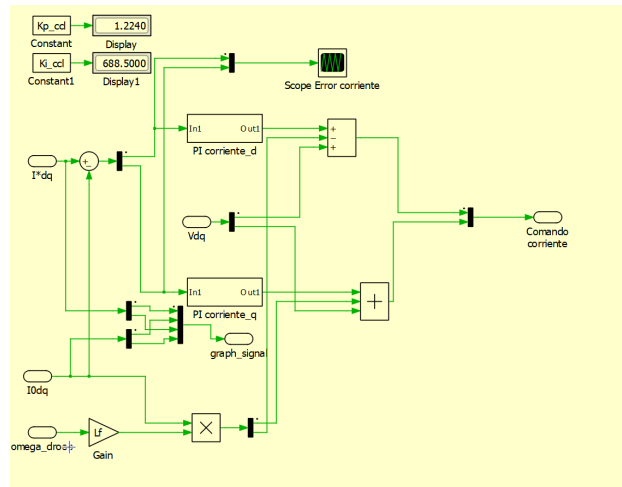 Kp_ccl
1.2240
Constant
Display
Ki_ccl
688.5000
Constant1
Display1
Scope Error corriente
In1
Out1
+
−
+
PI corriente_d
I*dq
+
−
Vdq
Comando
corriente
In1
Out1
PI corriente_q
+
graph_signal
I0dq
Lf
×
Gain